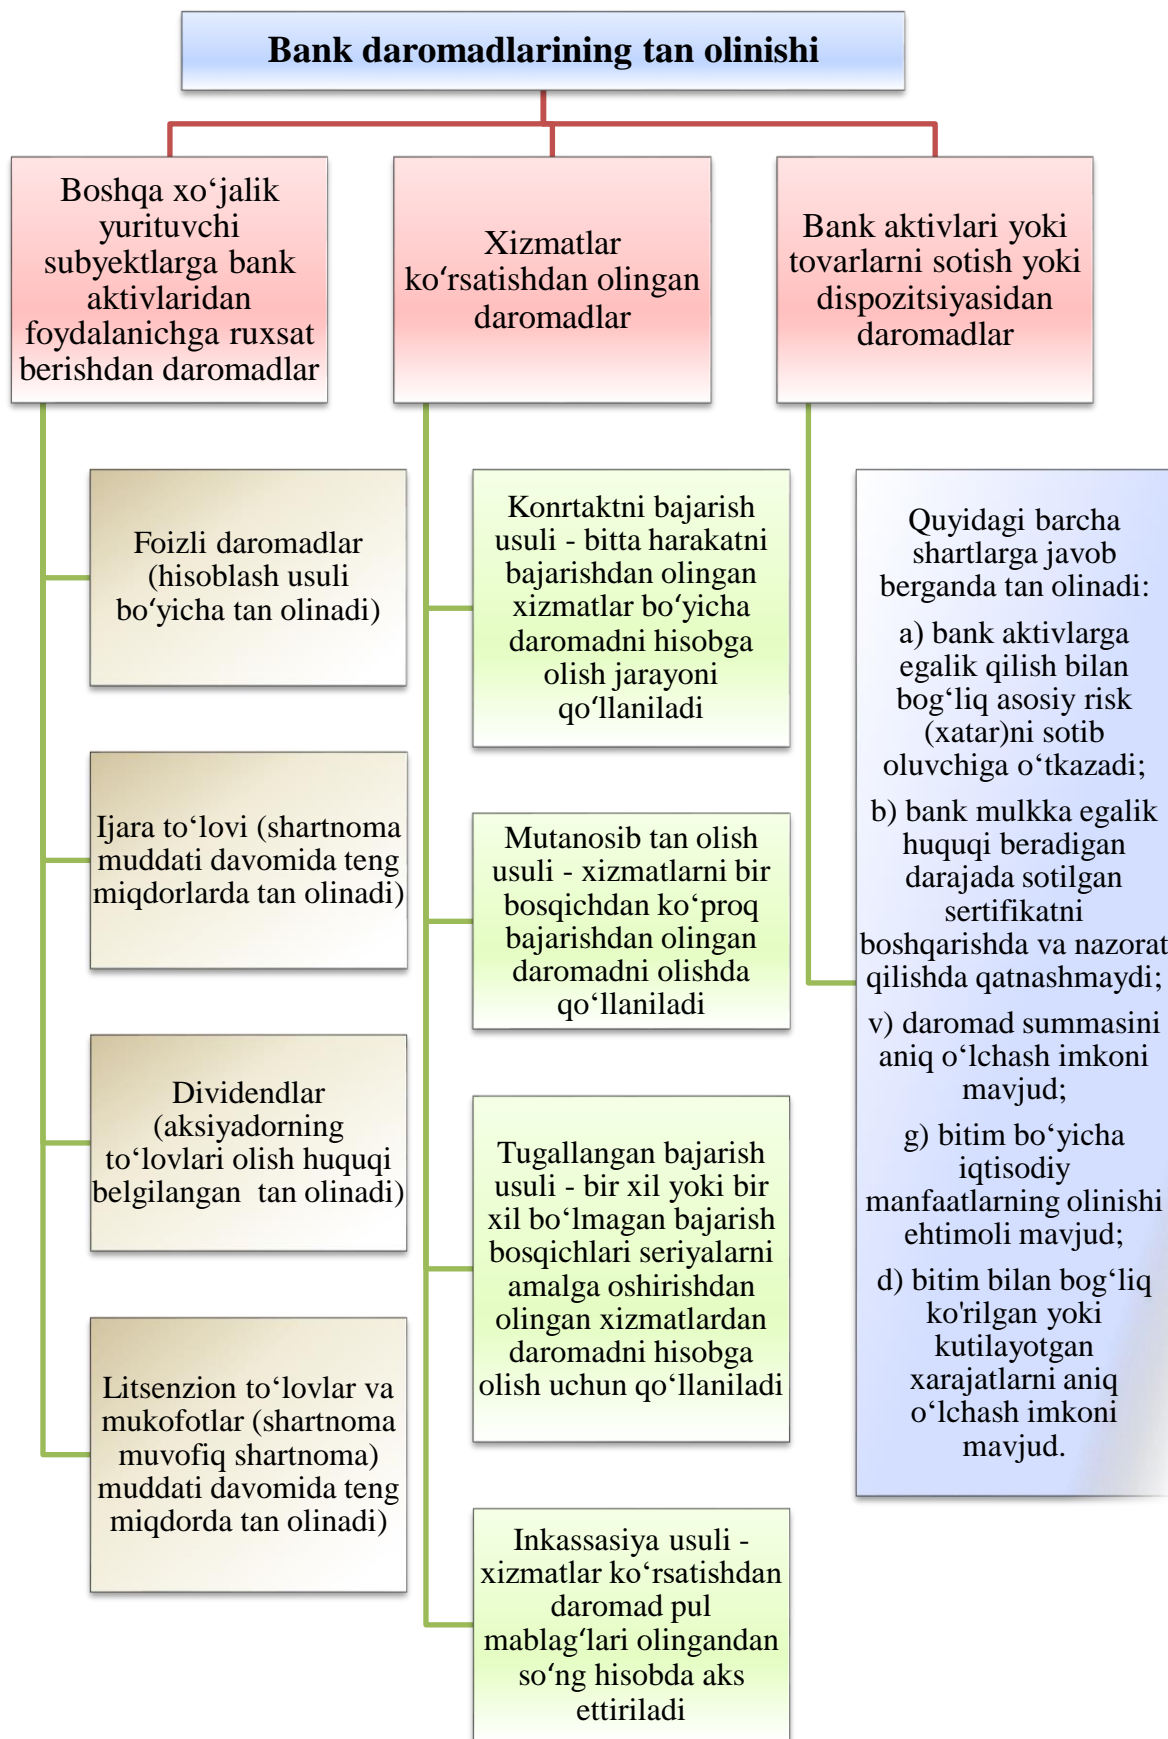 Bank daromadlarining tan olinishi
Boshqa xo‘jalik
yurituvchi
subyektlarga bank
aktivlaridan
foydalanichga ruxsat
berishdan daromadlar
Foizli daromadlar
(hisoblash usuli
bo‘yicha tan olinadi)
Ijara to‘lovi (shartnoma
muddati davomida teng
miqdorlarda tan olinadi)
Dividendlar
(aksiyadorning
to‘lovlari olish huquqi
belgilangan tan olinadi)
Litsenzion to‘lovlar va
mukofotlar (shartnoma
muvofiq shartnoma)
muddati davomida teng
miqdorda tan olinadi)
Xizmatlar
ko‘rsatishdan olingan
daromadlar
Konrtaktni bajarish
usuli - bitta harakatni
bajarishdan olingan
xizmatlar bo‘yicha
daromadni hisobga
olish jarayoni
qo‘llaniladi
Mutanosib tan olish
usuli - xizmatlarni bir
bosqichdan ko‘proq
bajarishdan olingan
daromadni olishda
qo‘llaniladi
Tugallangan bajarish
usuli - bir xil yoki bir
xil bo‘lmagan bajarish
bosqichlari seriyalarni
amalga oshirishdan
olingan xizmatlardan
daromadni hisobga
olish uchun qo‘llaniladi
Inkassasiya usuli -
xizmatlar ko‘rsatishdan
daromad pul
mablag‘lari olingandan
so‘ng hisobda aks
ettiriladi
Bank aktivlari yoki
tovarlarni sotish yoki
dispozitsiyasidan
daromadlar
Quyidagi barcha
shartlarga javob
berganda tan olinadi:
a) bank aktivlarga
egalik qilish bilan
bog‘liq asosiy risk
(xatar)ni sotib
oluvchiga o‘tkazadi;
b) bank mulkka egalik
huquqi beradigan
darajada sotilgan
sertifikatni
boshqarishda va nazorat
qilishda qatnashmaydi;
v) daromad summasini
aniq o‘lchash imkoni
mavjud;
g) bitim bo‘yicha
iqtisodiy
manfaatlarning olinishi
ehtimoli mavjud;
d) bitim bilan bog‘liq
ko'rilgan yoki
kutilayotgan
xarajatlarni aniq
o‘lchash imkoni
mavjud.